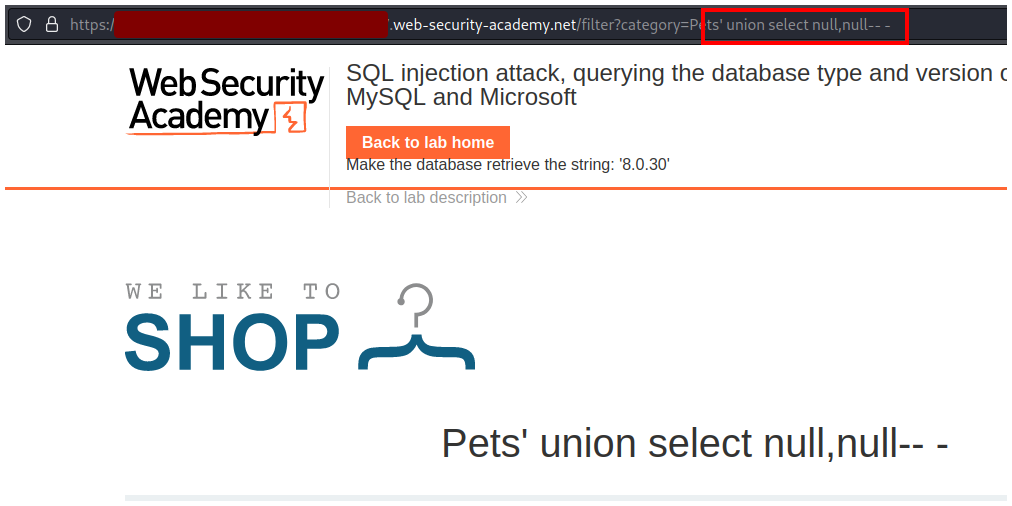 https:/ .web-security-academy.net/filter?category=Pets' union select null,null-- -
Web Security
Academy
SQL injection attack, querying the database type and version o
MySQL and Microsoft
Back to lab home
Make the database retrieve the string: '8.0.30'
Back to lab description
WE LIKE TO
SHOP
Pets' union select null,null-- -